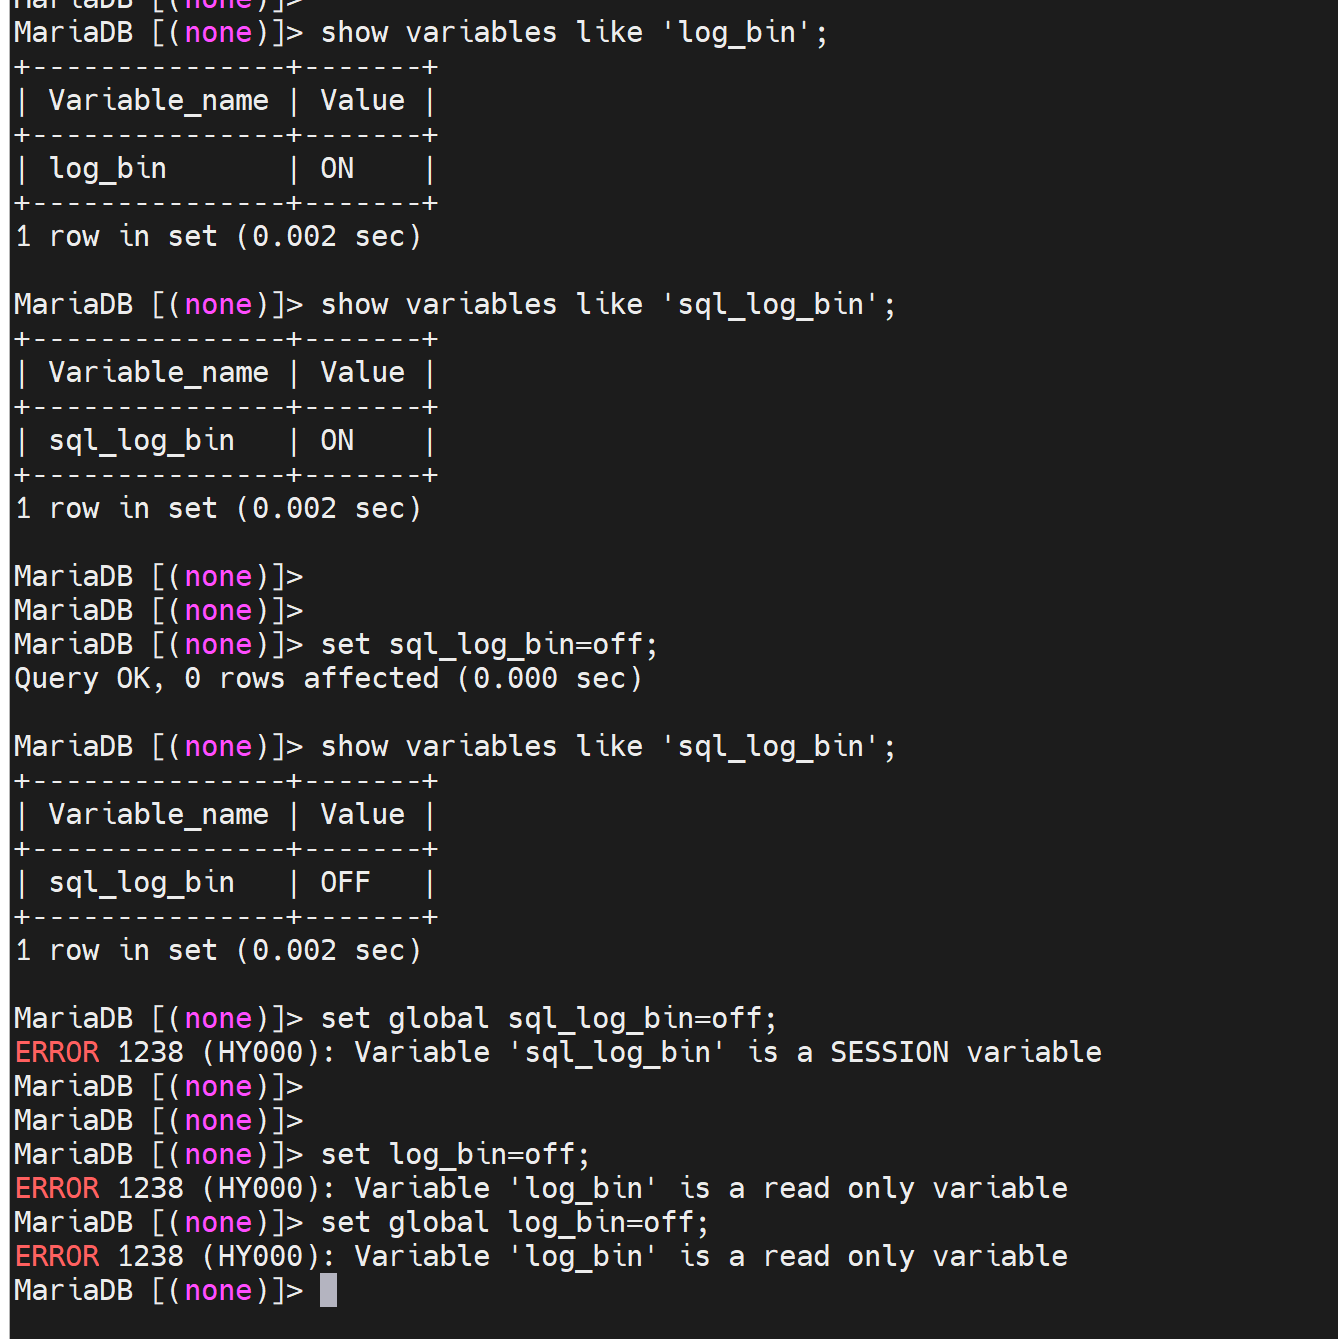 MariaDB [(none)]>
MariaDB [(none)]> show variables like 'log_bin';
+---------------+-------+
| Variable_name | Value |
+---------------+-------+
| log_bin       | ON    |
+---------------+-------+
1 row in set (0.002 sec)

MariaDB [(none)]> show variables like 'sql_log_bin';
+---------------+-------+
| Variable_name | Value |
+---------------+-------+
| sql_log_bin   | ON    |
+---------------+-------+
1 row in set (0.002 sec)

MariaDB [(none)]>
MariaDB [(none)]>
MariaDB [(none)]> set sql_log_bin=off;
Query OK, 0 rows affected (0.000 sec)

MariaDB [(none)]> show variables like 'sql_log_bin';
+---------------+-------+
| Variable_name | Value |
+---------------+-------+
| sql_log_bin   | OFF   |
+---------------+-------+
1 row in set (0.002 sec)

MariaDB [(none)]> set global sql_log_bin=off;
ERROR 1238 (HY000): Variable 'sql_log_bin' is a SESSION variable
MariaDB [(none)]>
MariaDB [(none)]>
MariaDB [(none)]> set log_bin=off;
ERROR 1238 (HY000): Variable 'log_bin' is a read only variable
MariaDB [(none)]> set global log_bin=off;
ERROR 1238 (HY000): Variable 'log_bin' is a read only variable
MariaDB [(none)]>